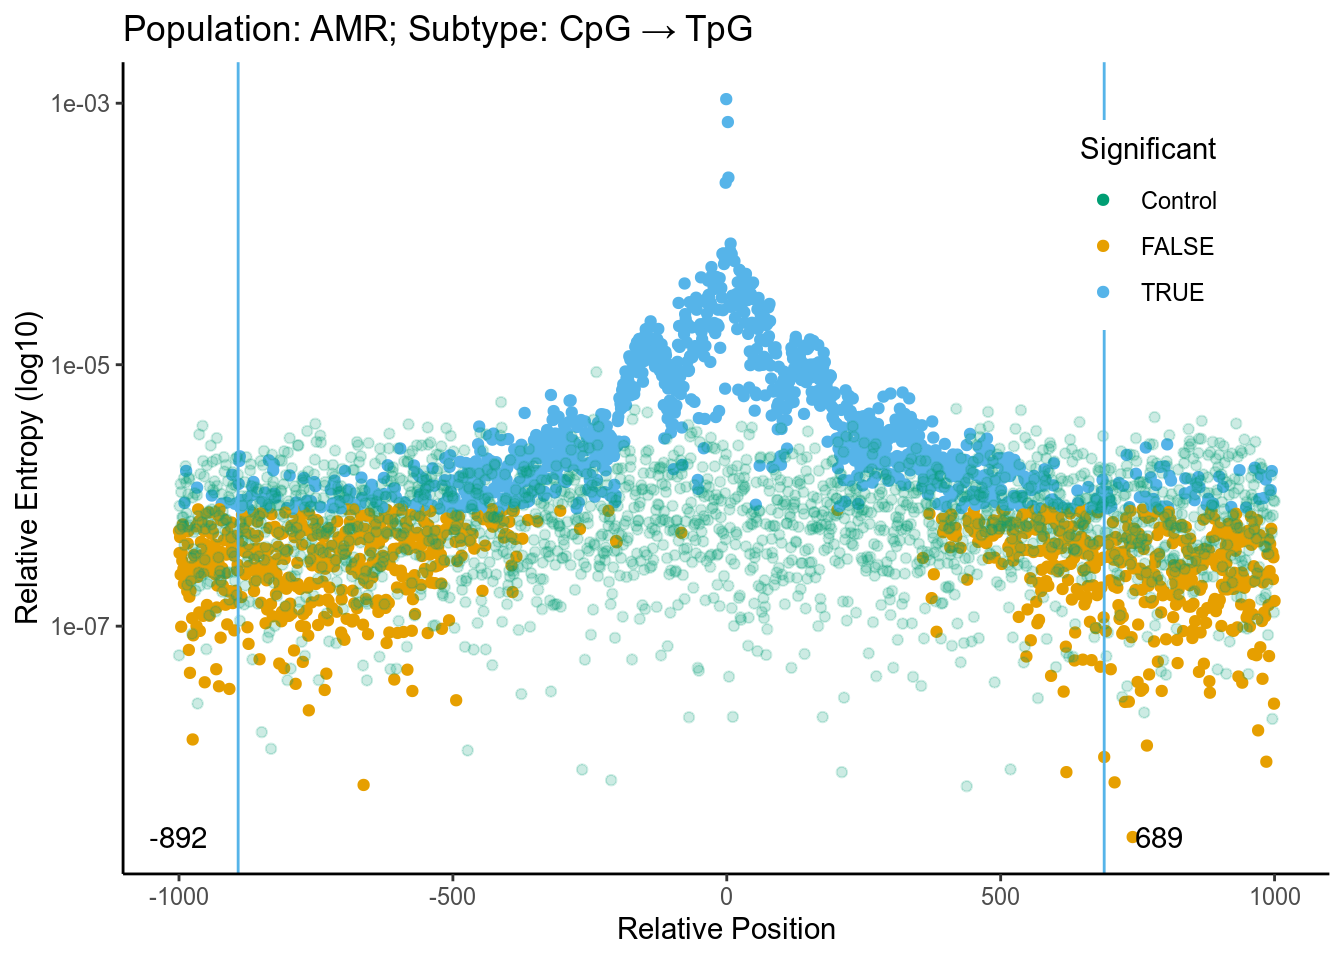 Population: AMR; Subtype: CpG → TpG
1e-03
1e-05
1e-07
Relative Entropy (log10)
Significant
Control
FALSE
TRUE
-892
689
-1000
-500
0
500
1000
Relative Position